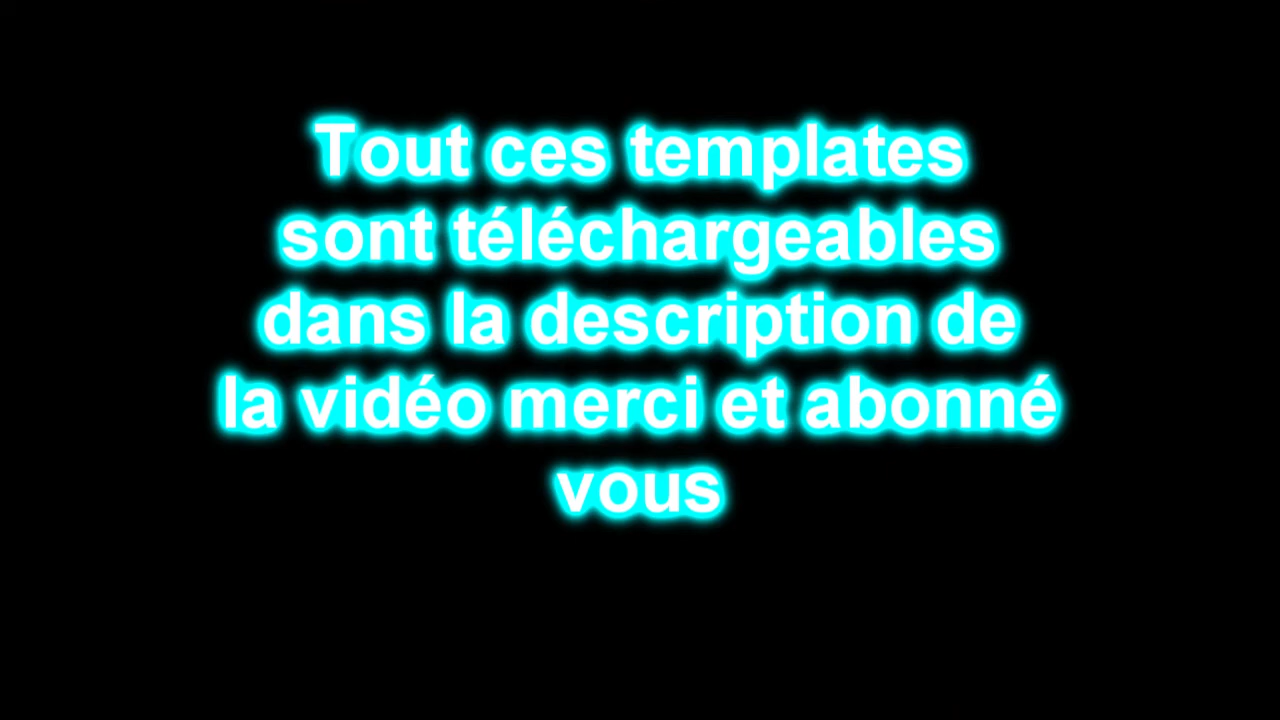 Tout ces templates
sont téléchargeables
dans la description de
la vidéo merci et abonné
vous